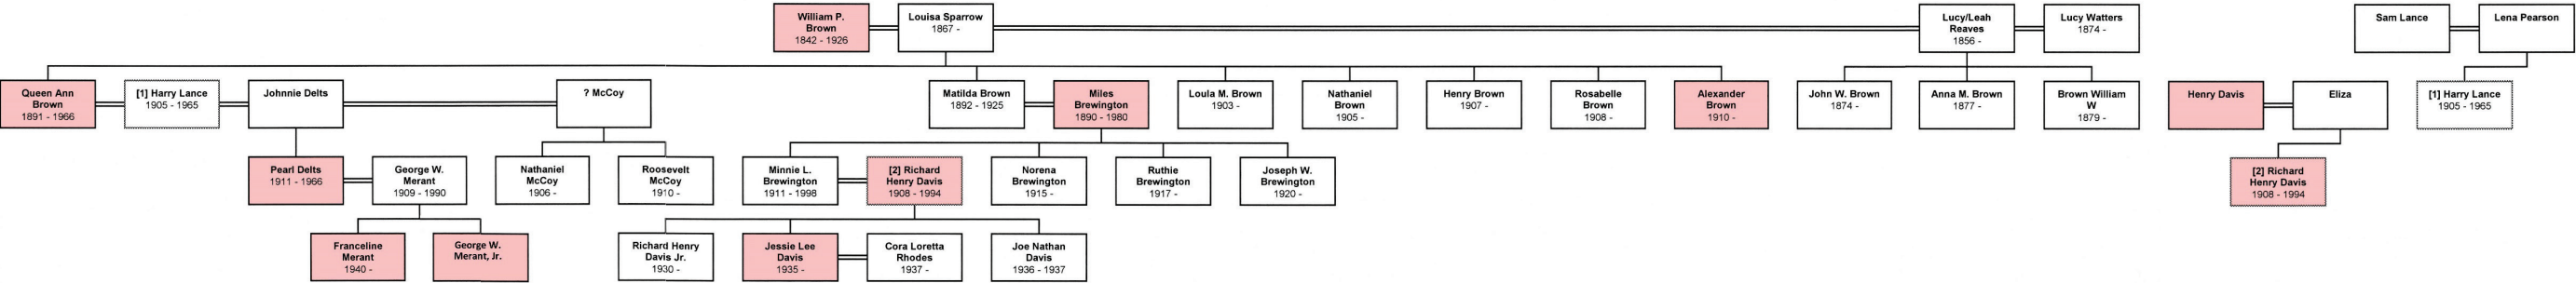 William P.
Brown
1842 - 1926
Louisa Sparrow
1867 -
Lucy/Leah
Reaves
1856 -
Lucy Watters
1874 -
Sam Lance
Lena Pearson
Queen Ann
Brown
1891 - 1966
[1] Harry Lance
1905 - 1965
Johnnie Delts
? McCoy
Matilda Brown
1892 - 1925
Miles
Brewington
1890 - 1980
Loula M. Brown
1903 -
Nathaniel
Brown
1905 -
Henry Brown
1907 -
Rosabelle
Brown
1908 -
Alexander
Brown
1910 -
John W. Brown
1874 -
Anna M. Brown
1877 -
Brown William
W
1879 -
Henry Davis
Eliza
[1] Harry Lance
1905 - 1965
Pearl Delts
1911 - 1966
George W.
Merant
1909 - 1990
Nathaniel
McCoy
1906 -
Roosevelt
McCoy
1910 -
Minnie L.
Brewington
1911 - 1998
[2] Richard
Henry Davis
1908 - 1994
Norena
Brewington
1915 -
Ruthie
Brewington
1917 -
Joseph W.
Brewington
1920 -
[2] Richard
Henry Davis
1908 - 1994
Franceline
Merant
1940 -
George W.
Merant, Jr.
Richard Henry
Davis Jr.
1930 -
Jessie Lee
Davis
1935 -
Cora Loretta
Rhodes
1937 -
Joe Nathan
Davis
1936 - 1937